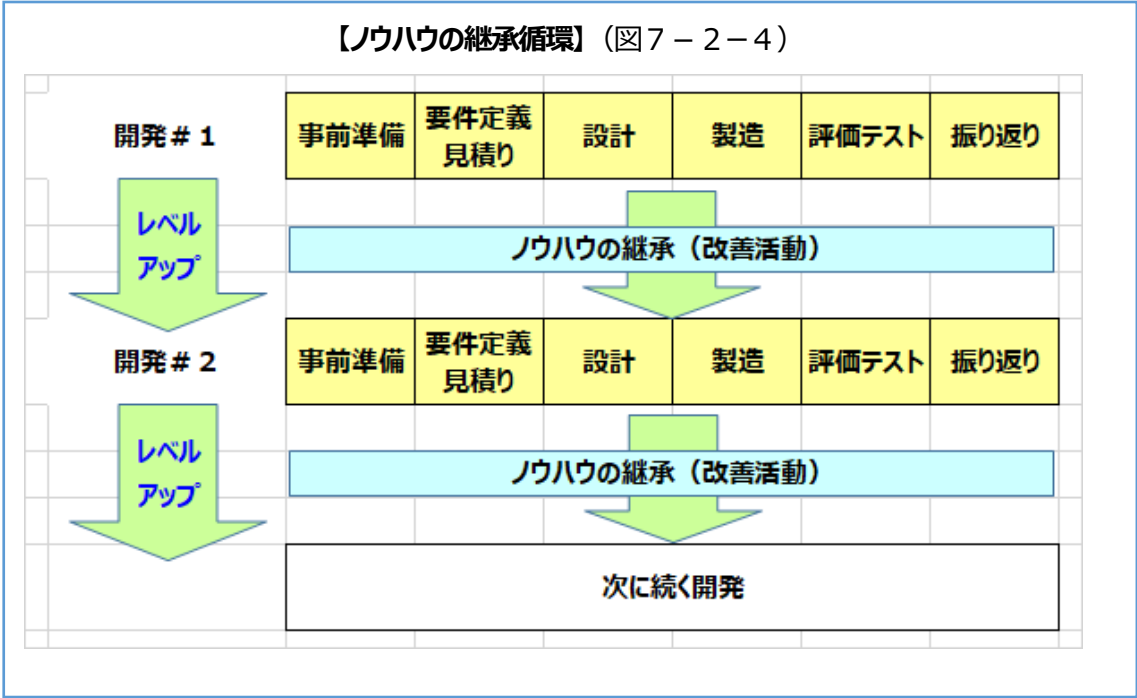 【ノウハウの継承循環】（図７－２－４）
開発＃１
事前準備
要件定義
見積り
設計
製造
評価テスト
振り返り
レベル
アップ
ノウハウの継承（改善活動）
開発＃２
事前準備
要件定義
見積り
設計
製造
評価テスト
振り返り
レベル
アップ
ノウハウの継承（改善活動）
次に続く開発